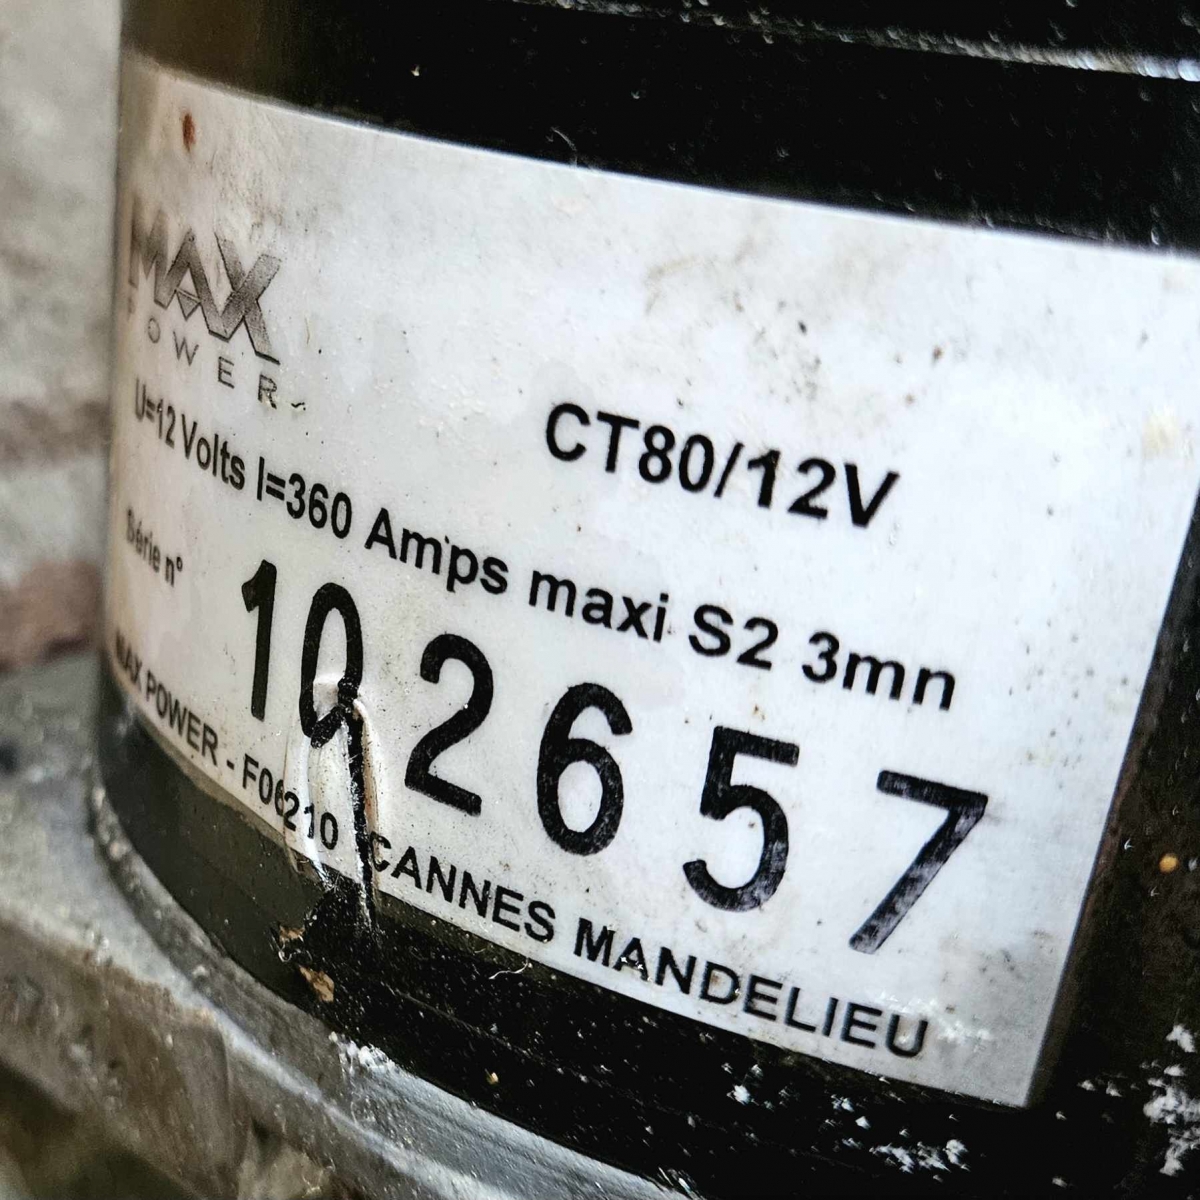 MAX
POWER
CT80/12V
U=12 Volts I=360 Amps maxi S2 3mn
Série n° 102657
MAX POWER - F06210 CANNES MANDELIEU